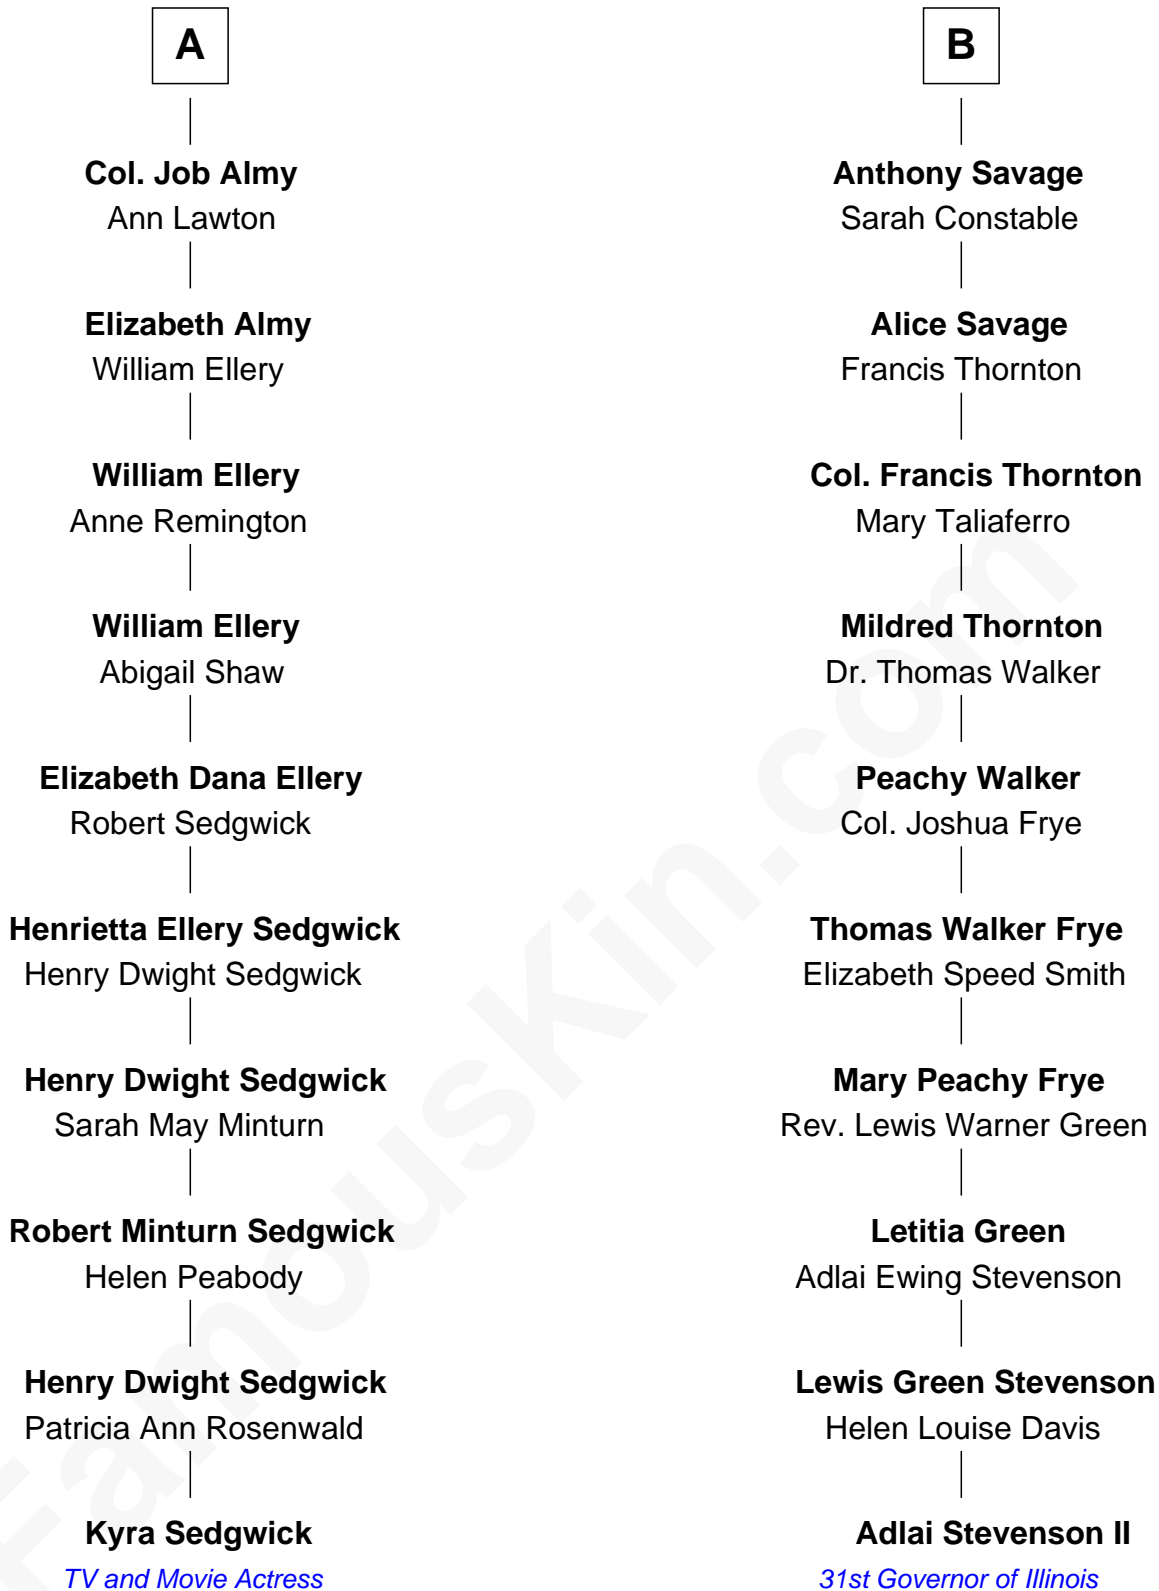 A
Col. Job Almy
Ann Lawton
Elizabeth Almy
William Ellery
William Ellery
Anne Remington
William Ellery
Abigail Shaw
Elizabeth Dana Ellery
Robert Sedgwick
Henrietta Ellery Sedgwick
Henry Dwight Sedgwick
Henry Dwight Sedgwick
Sarah May Minturn
Robert Minturn Sedgwick
Helen Peabody
Henry Dwight Sedgwick
Patricia Ann Rosenwald
Kyra Sedgwick
TV and Movie Actress
B
Anthony Savage
Sarah Constable
Alice Savage
Francis Thornton
Col. Francis Thornton
Mary Taliaferro
Mildred Thornton
Dr. Thomas Walker
Peachy Walker
Col. Joshua Frye
Thomas Walker Frye
Elizabeth Speed Smith
Mary Peachy Frye
Rev. Lewis Warner Green
Letitia Green
Adlai Ewing Stevenson
Lewis Green Stevenson
Helen Louise Davis
Adlai Stevenson II
31st Governor of Illinois
FamousKin.com